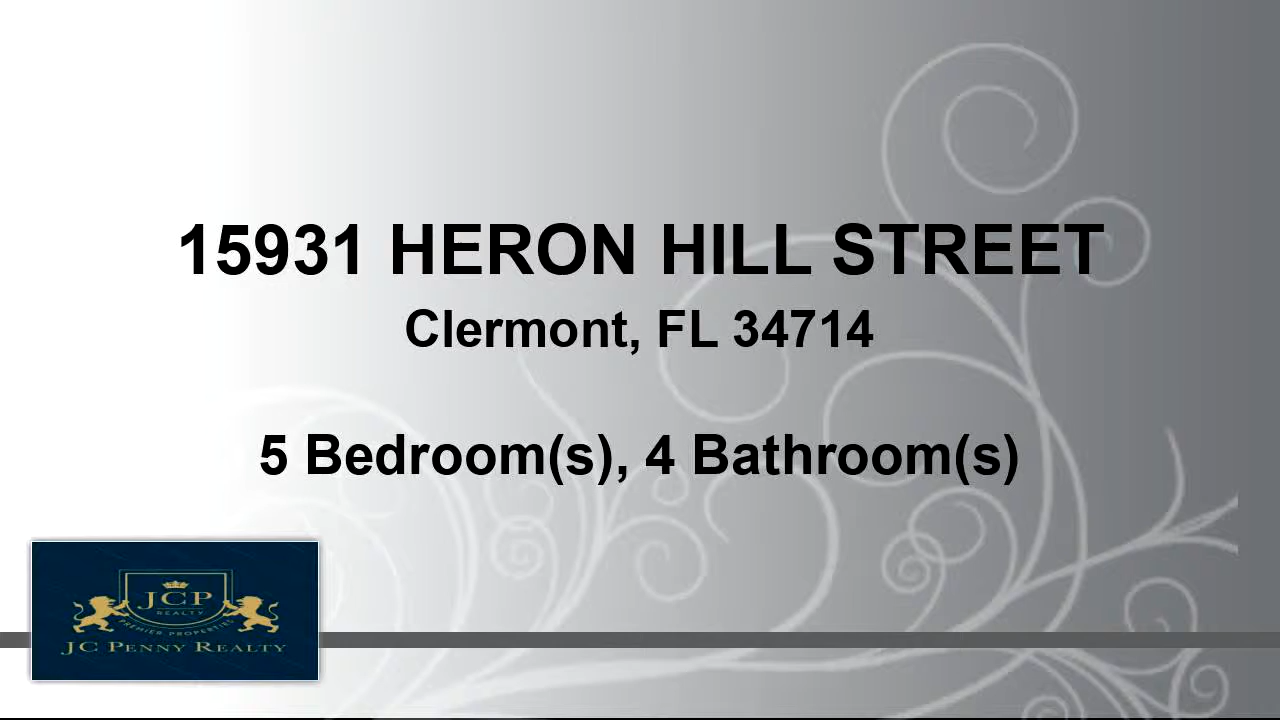 15931 HERON HILL STREET
Clermont, FL 34714
5 Bedroom(s), 4 Bathroom(s)
JCP
REALTY
PREMIER PROPERTIES
JC PENNY REALTY